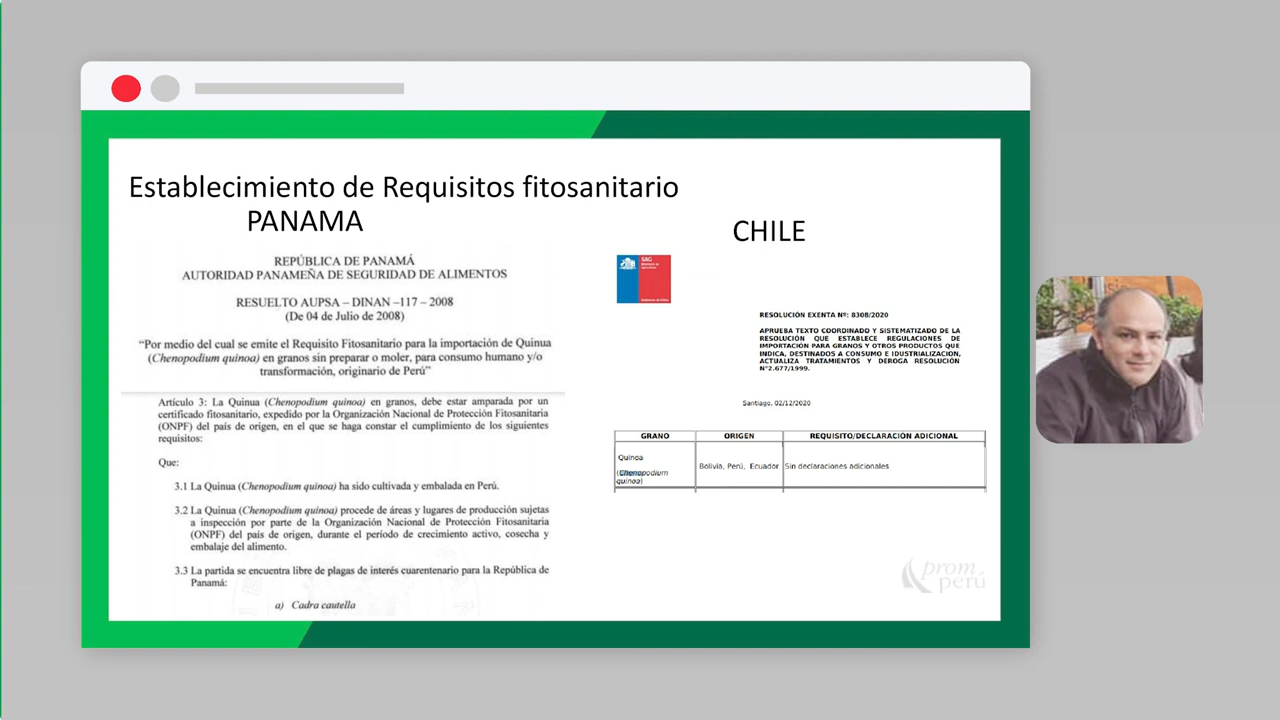 Establecimiento de Requisitos fitosanitario
PANAMA
REPÚBLICA DE PANAMÁ
AUTORIDAD PANAMEÑA DE SEGURIDAD DE ALIMENTOS
RESUELTO AUPSA – DINAN –117 – 2008
(De 04 de Julio de 2008)
“Por medio del cual se emite el Requisito Fitosanitario para la importación de Quinua
(Chenopodium quinoa) en granos sin preparar o moler, para consumo humano y/o
transformación, originario de Perú”
Artículo 3: La Quinua (Chenopodium quinoa) en granos, debe estar amparada por un
certificado fitosanitario, expedido por la Organización Nacional de Protección Fitosanitaria
(ONPF) del país de origen, en el que se haga constar el cumplimiento de los siguientes
requisitos:
Que:
3.1 La Quinua (Chenopodium quinoa) ha sido cultivada y embalada en Perú.
3.2 La Quinua (Chenopodium quinoa) procede de áreas y lugares de producción sujetas
a inspección por parte de la Organización Nacional de Protección Fitosanitaria
(ONPF) del país de origen, durante el período de crecimiento activo, cosecha y
embalaje del alimento.
3.3 La partida se encuentra libre de plagas de interés cuarentenario para la República de
Panamá:
a) Cadra cautella
CHILE
SAG
RESOLUCIÓN EXENTA Nº: 8308/2020
APRUEBA TEXTO COORDINADO Y SISTEMATIZADO DE LA
RESOLUCIÓN QUE ESTABLECE REGULACIONES DE
IMPORTACIÓN PARA GRANOS Y OTROS PRODUCTOS QUE
INDICA, DESTINADOS A CONSUMO E IDUSTRIALIZACION,
ACTUALIZA TRATAMIENTOS Y DEROGA RESOLUCIÓN
N°2.677/1999.
Santiago, 02/12/2020
GRANO ORIGEN REQUISITO/DECLARACIÓN ADICIONAL
Quinoa
(Chenopodium
quinoa)
Bolivia, Perú, Ecuador
Sin declaraciones adicionales
prom
perú